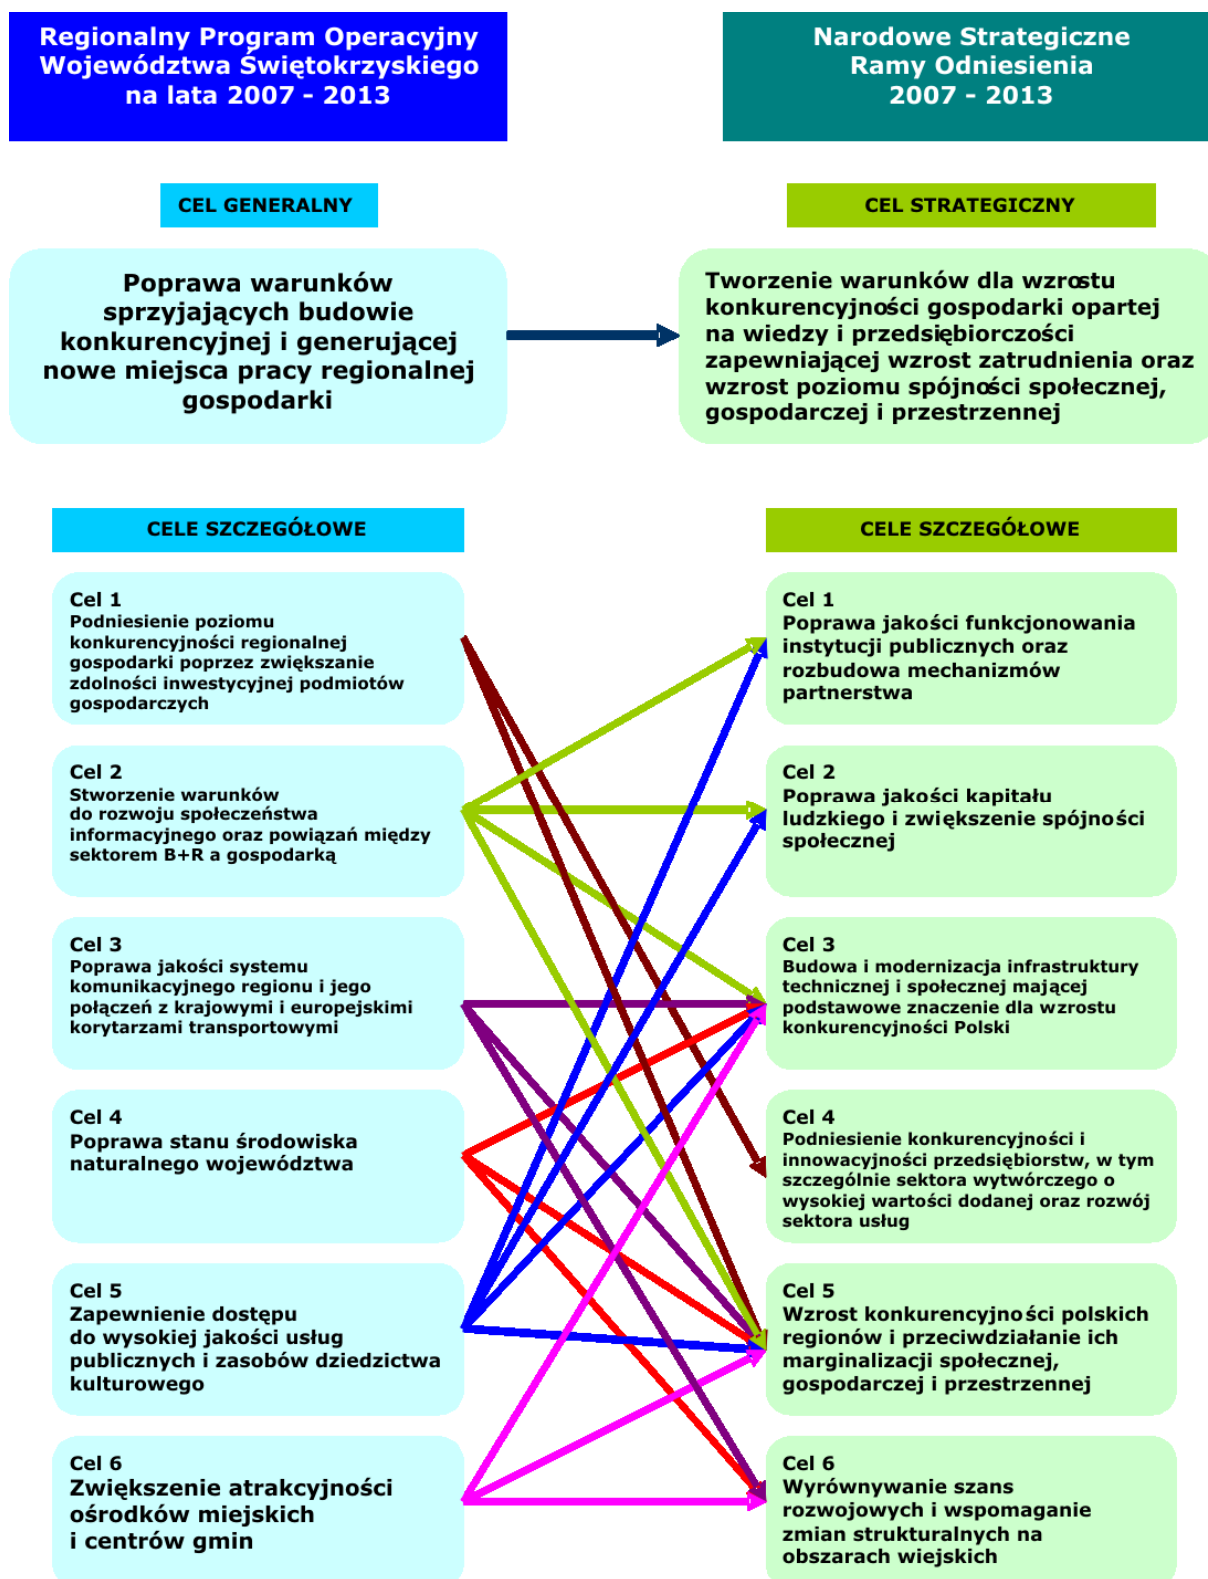 Regionalny Program Operacyjny
Województwa Świętokrzyskiego
na lata 2007 - 2013
Narodowe Strategiczne
Ramy Odniesienia
2007 - 2013
CEL GENERALNY
CEL STRATEGICZNY
Poprawa warunków
sprzyjających budowie
konkurencyjnej i generującej
nowe miejsca pracy regionalnej
gospodarki
Tworzenie warunków dla wzrostu
konkurencyjności gospodarki opartej
na wiedzy i przedsiębiorczości
zapewniającej wzrost zatrudnienia oraz
wzrost poziomu spójności społecznej,
gospodarczej i przestrzennej
CELE SZCZEGÓŁOWE
CELE SZCZEGÓŁOWE
Cel 1
Podniesienie poziomu
konkurencyjności regionalnej
gospodarki poprzez zwiększanie
zdolności inwestycyjnej podmiotów
gospodarczych
Cel 1
Poprawa jakości funkcjonowania
instytucji publicznych oraz
rozbudowa mechanizmów
partnerstwa
Cel 2
Stworzenie warunków
do rozwoju społeczeństwa
informacyjnego oraz powiązań między
sektorem B+R a gospodarką
Cel 2
Poprawa jakości kapitału
ludzkiego i zwiększenie spójności
społecznej
Cel 3
Poprawa jakości systemu
komunikacyjnego regionu i jego
połączeń z krajowymi i europejskimi
korytarzami transportowymi
Cel 3
Budowa i modernizacja infrastruktury
technicznej i społecznej mającej
podstawowe znaczenie dla wzrostu
konkurencyjności Polski
Cel 4
Poprawa stanu środowiska
naturalnego województwa
Cel 4
Podniesienie konkurencyjności i
innowacyjności przedsiębiorstw, w tym
szczególnie sektora wytwórczego o
wysokiej wartości dodanej oraz rozwój
sektora usług
Cel 5
Zapewnienie dostępu
do wysokiej jakości usług
publicznych i zasobów dziedzictwa
kulturowego
Cel 5
Wzrost konkurencyjności polskich
regionów i przeciwdziałanie ich
marginalizacji społecznej,
gospodarczej i przestrzennej
Cel 6
Zwiększenie atrakcyjności
ośrodków miejskich
i centrów gmin
Cel 6
Wyrównywanie szans
rozwojowych i wspomaganie
zmian strukturalnych na
obszarach wiejskich